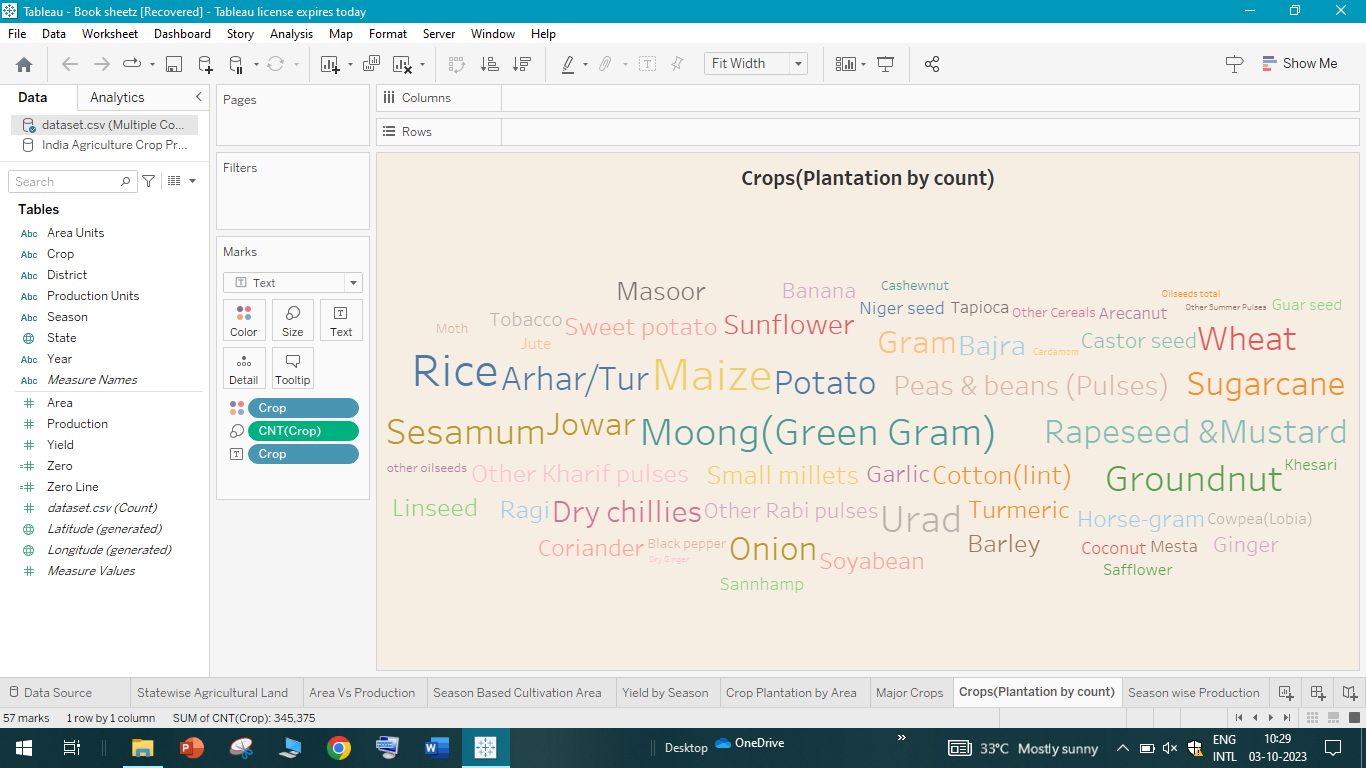 Tableau - Book sheetz [Recovered] - Tableau license expires today
File Data Worksheet Dashboard Story Analysis Map Format Server Window Help
Fit Width
Show Me
Data Analytics
dataset.csv (Multiple Co...
India Agriculture Crop Pr...
Search
Tables
Abc Area Units
Abc Crop
Abc District
Abc Production Units
Abc Season
State
Abc Year
Abc Measure Names
Area
Production
Yield
Zero
Zero Line
dataset.csv (Count)
Latitude (generated)
Longitude (generated)
Measure Values
Pages
Filters
Marks
Text
Color Size Text
Detail Tooltip
Crop
CNT(Crop)
Crop
Columns
Rows
Crops(Plantation by count)
Masoor Banana Cashewnut Oilseeds total
Niger seed Tapioca Other Cereals Arecanut Other Summer Pulses Guar seed
Moth Tobacco Sweet potato Sunflower
Jute Gram Bajra Cardamom Castor seed Wheat
Rice Arhar/Tur Maize Potato Peas & beans (Pulses) Sugarcane
Sesamum Jowar Moong(Green Gram) Rapeseed &Mustard
other oilseeds Other Kharif pulses Small millets Garlic Cotton(lint) Groundnut Khesari
Linseed Ragi Dry chillies Other Rabi pulses Urad Turmeric Horse-gram Cowpea(Lobia)
Coriander Black pepper Onion Barley Coconut Mesta Ginger
Dry Ginger Soyabean Safflower
Sannhamp
Data Source Statewise Agricultural Land Area Vs Production Season Based Cultivation Area Yield by Season Crop Plantation by Area Major Crops Crops(Plantation by count) Season wise Production
57 marks 1 row by 1 column SUM of CNT(Crop): 345,375
Desktop OneDrive » 33°C Mostly sunny ENG 10:29
INTL 03-10-2023